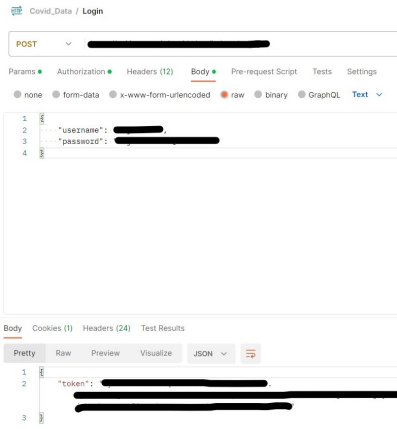 HTTP Covid_Data / Login
POST
Params Authorization Headers (12) Body Pre-request Script Tests Settings
none form-data x-www-form-urlencoded raw binary GraphQL Text
1 {
2 "username": ,
3 "password":
4 }
Body Cookies (1) Headers (24) Test Results
Pretty Raw Preview Visualize JSON
1 {
2 "token":
3 }